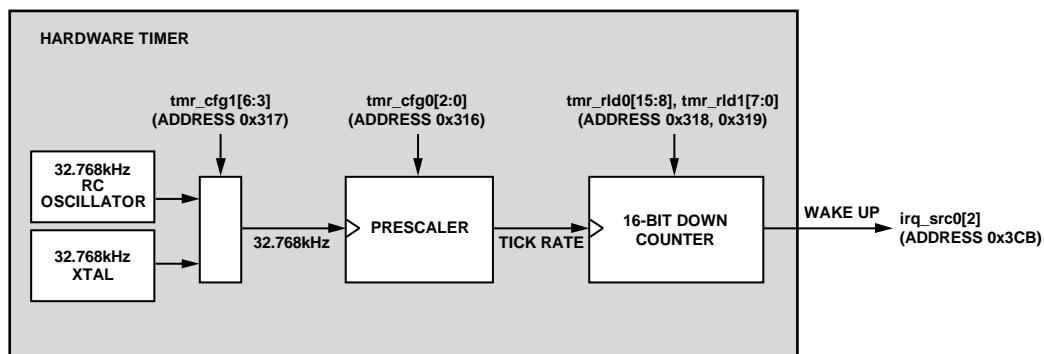 HARDWARE TIMER
tmr_cfg1[6:3]
(ADDRESS 0x317)
tmr_cfg0[2:0]
(ADDRESS 0x316)
tmr_rld0[15:8], tmr_rld1[7:0]
(ADDRESS 0x318, 0x319)
32.768kHz
RC
OSCILLATOR
32.768kHz
XTAL
32.768kHz
PRESCALER
TICK RATE
16-BIT DOWN
COUNTER
WAKE UP
irq_src0[2]
(ADDRESS 0x3CB)